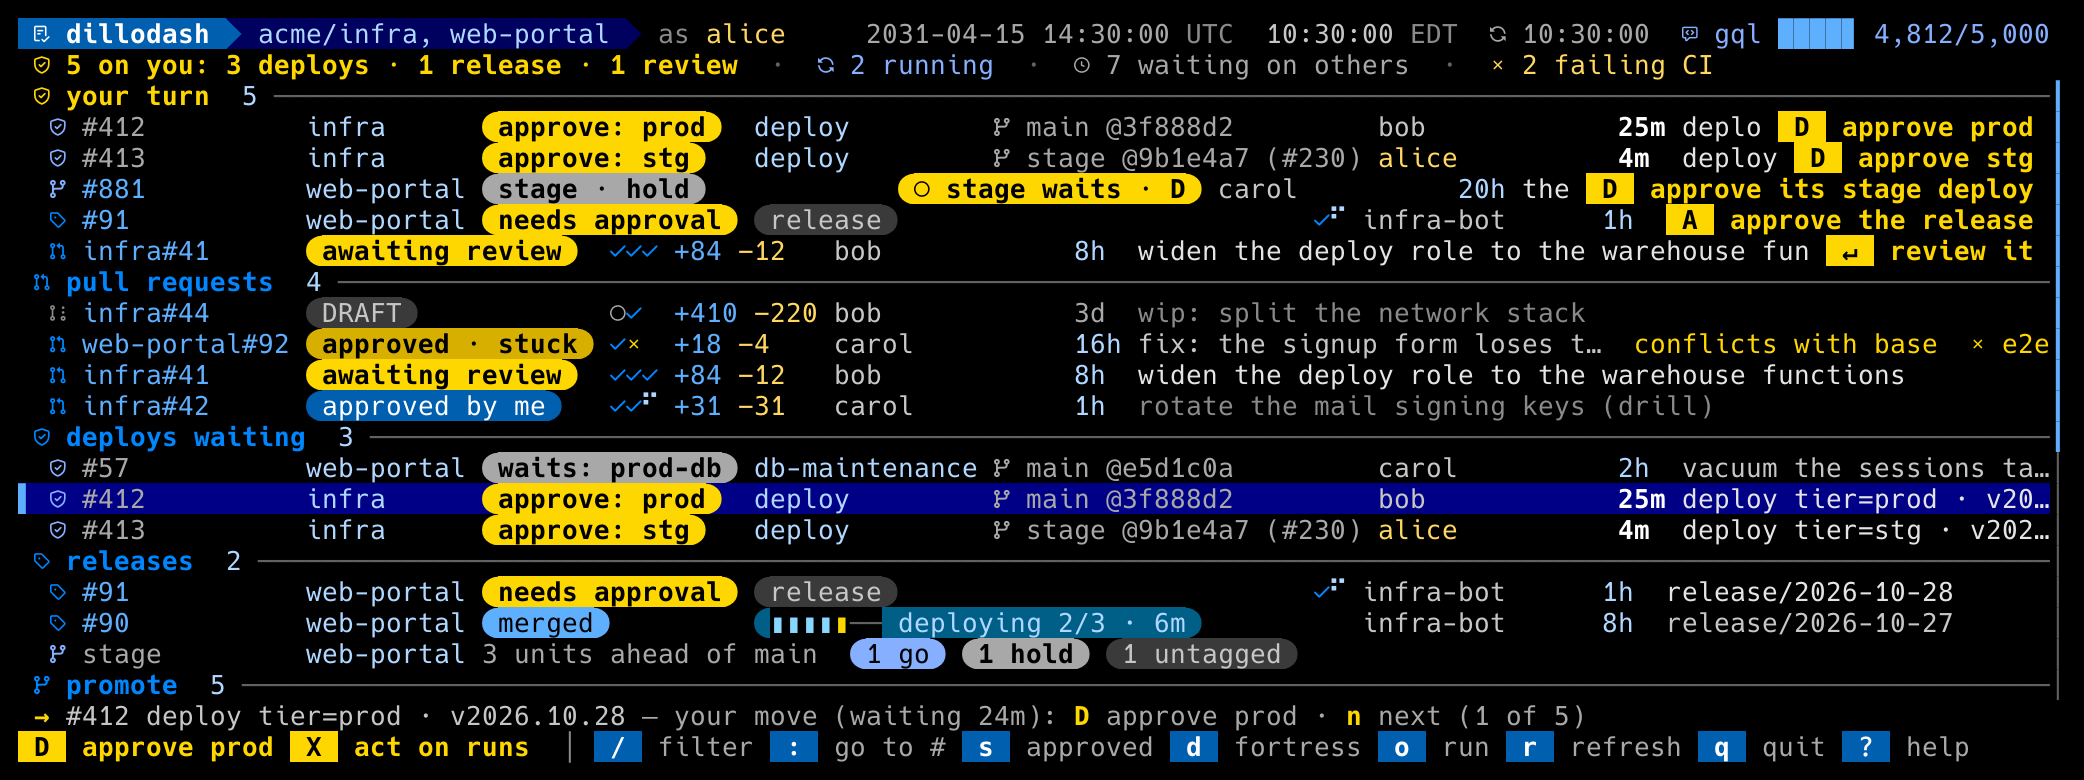 dillodash acme/infra, web-portal as alice 2031-04-15 14:30:00 UTC 10:30:00 EDT 10:30:00 gql 4,812/5,000
5 on you: 3 deploys · 1 release · 1 review · 2 running · 7 waiting on others · × 2 failing CI
your turn 5
#412 infra approve: prod deploy main @3f888d2 bob 25m deplo D approve prod
#413 infra approve: stg deploy stage @9b1e4a7 (#230) alice 4m deploy D approve stg
#881 web-portal stage · hold ○ stage waits · D carol 20h the D approve its stage deploy
#91 web-portal needs approval release ✓ infra-bot 1h A approve the release
infra#41 awaiting review ✓✓✓ +84 −12 bob 8h widen the deploy role to the warehouse fun ↵ review it
pull requests 4
infra#44 DRAFT ○✓ +410 −220 bob 3d wip: split the network stack
web-portal#92 approved · stuck ✓× +18 −4 carol 16h fix: the signup form loses t… conflicts with base × e2e
infra#41 awaiting review ✓✓✓ +84 −12 bob 8h widen the deploy role to the warehouse functions
infra#42 approved by me ✓✓ +31 −31 carol 1h rotate the mail signing keys (drill)
deploys waiting 3
#57 web-portal waits: prod-db db-maintenance main @e5d1c0a carol 2h vacuum the sessions ta…
#412 infra approve: prod deploy main @3f888d2 bob 25m deploy tier=prod · v20…
#413 infra approve: stg deploy stage @9b1e4a7 (#230) alice 4m deploy tier=stg · v202…
releases 2
#91 web-portal needs approval release ✓ infra-bot 1h release/2026-10-28
#90 web-portal merged deploying 2/3 · 6m infra-bot 8h release/2026-10-27
stage web-portal 3 units ahead of main 1 go 1 hold 1 untagged
promote 5
→ #412 deploy tier=prod · v2026.10.28 — your move (waiting 24m): D approve prod · n next (1 of 5)
D approve prod X act on runs │ / filter : go to # s approved d fortress o run r refresh q quit ? help